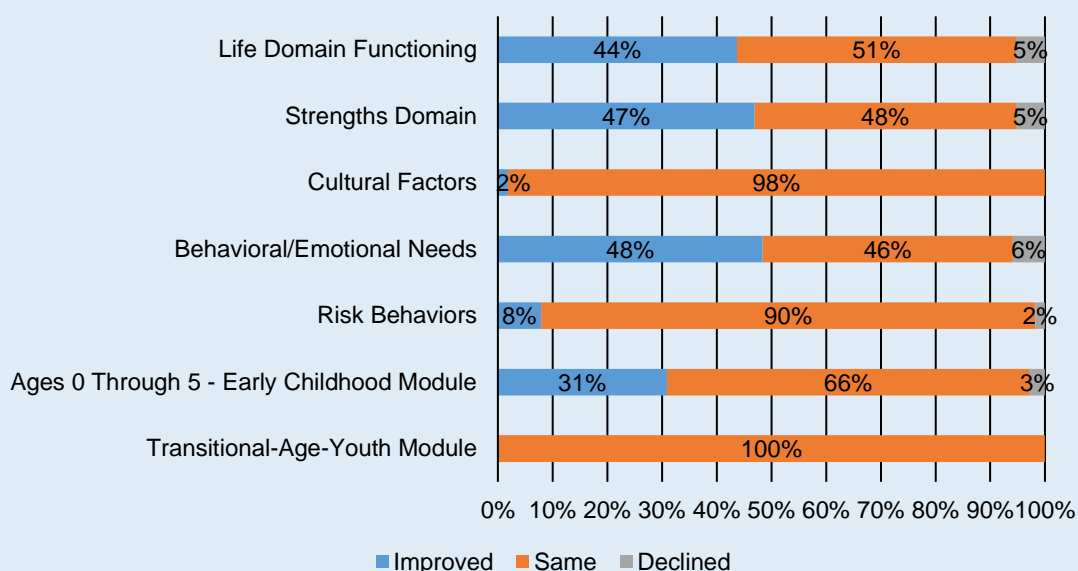 Life Domain Functioning 44% 51% 5%
Strengths Domain 47% 48% 5%
Cultural Factors 2% 98%
Behavioral/Emotional Needs 48% 46% 6%
Risk Behaviors 8% 90% 2%
Ages 0 Through 5 - Early Childhood Module 31% 66% 3%
Transitional-Age-Youth Module 100%
0% 10% 20% 30% 40% 50% 60% 70% 80% 90% 100%
Improved Same Declined